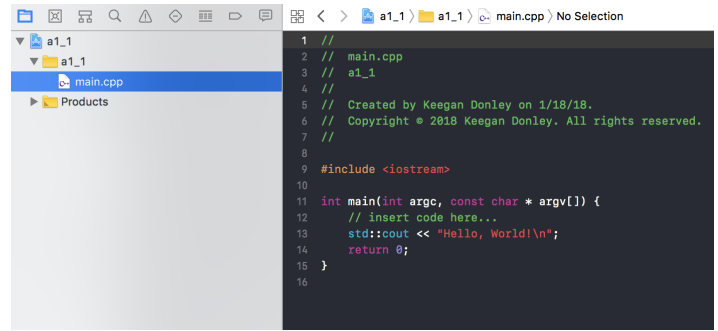 a1_1
a1_1
main.cpp
Products
a1_1 〉 a1_1 〉 main.cpp 〉 No Selection
1 //
2 //  main.cpp
3 //  a1_1
4 //
5 //  Created by Keegan Donley on 1/18/18.
6 //  Copyright © 2018 Keegan Donley. All rights reserved.
7 //
8
9 #include <iostream>
10
11 int main(int argc, const char * argv[]) {
12     // insert code here...
13     std::cout << "Hello, World!\n";
14     return 0;
15 }
16